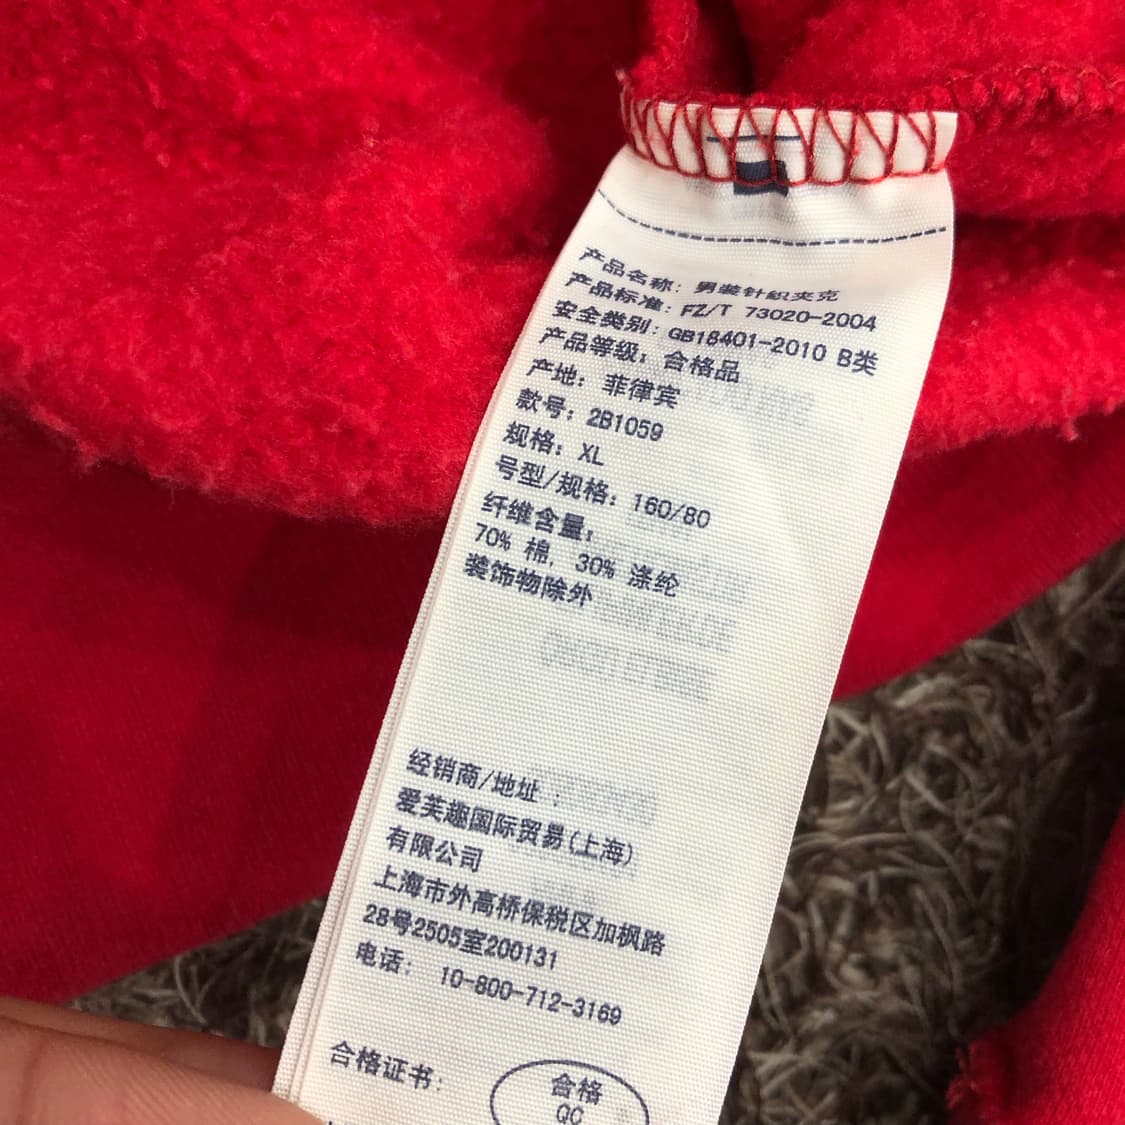 产品名称: 男装针织夹克
产品标准: FZ/T 73020-2004
安全类别: GB18401-2010 B类
产品等级: 合格品
产地: 菲律宾
款号: 2B1059
规格: XL
号型/规格: 160/80
纤维含量:
70% 棉, 30% 涤纶
装饰物除外
经销商/地址 :
爱芙趣国际贸易(上海)
有限公司
上海市外高桥保税区加枫路
28号2505室200131
电话: 10-800-712-3169
合格证书:
合格
QC